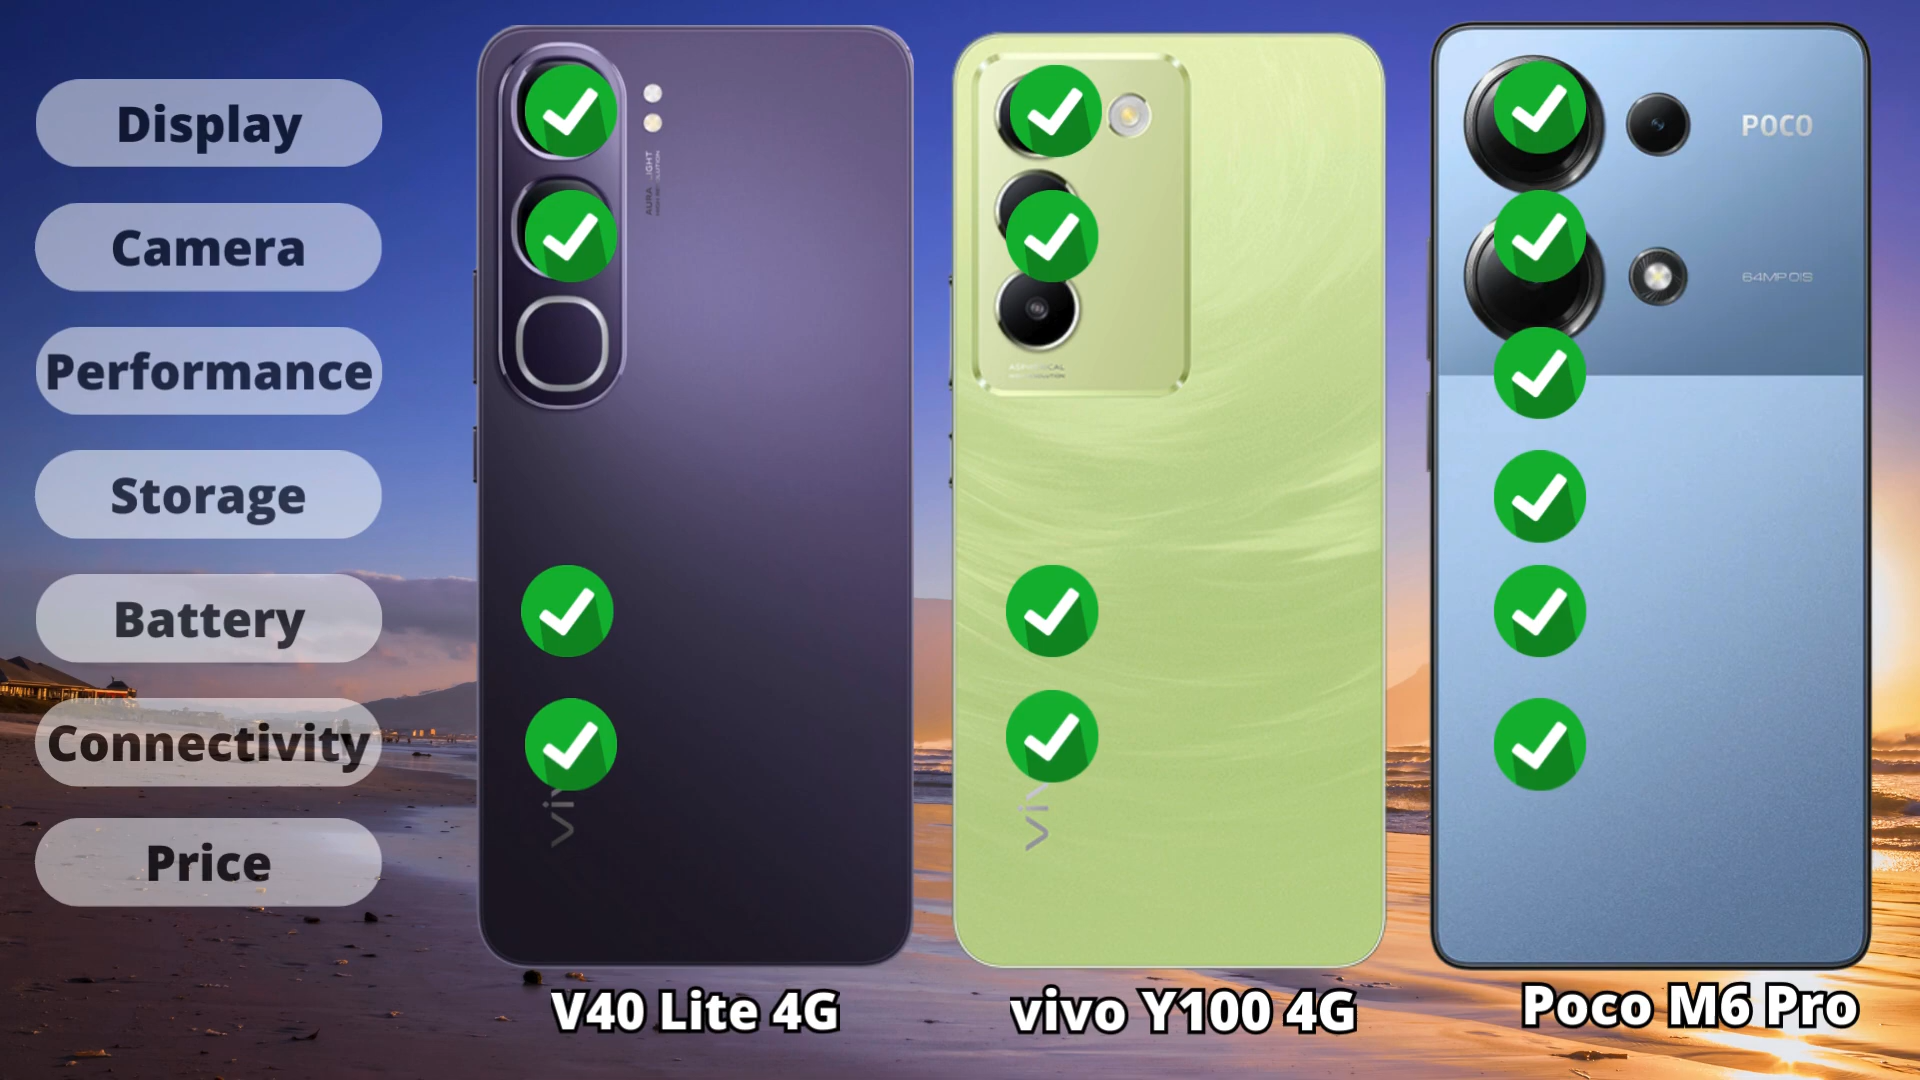 Display
Camera
Performance
Storage
Battery
Connectivity
Price
POCO
64MP OIS
V40 Lite 4G
vivo Y100 4G
Poco M6 Pro